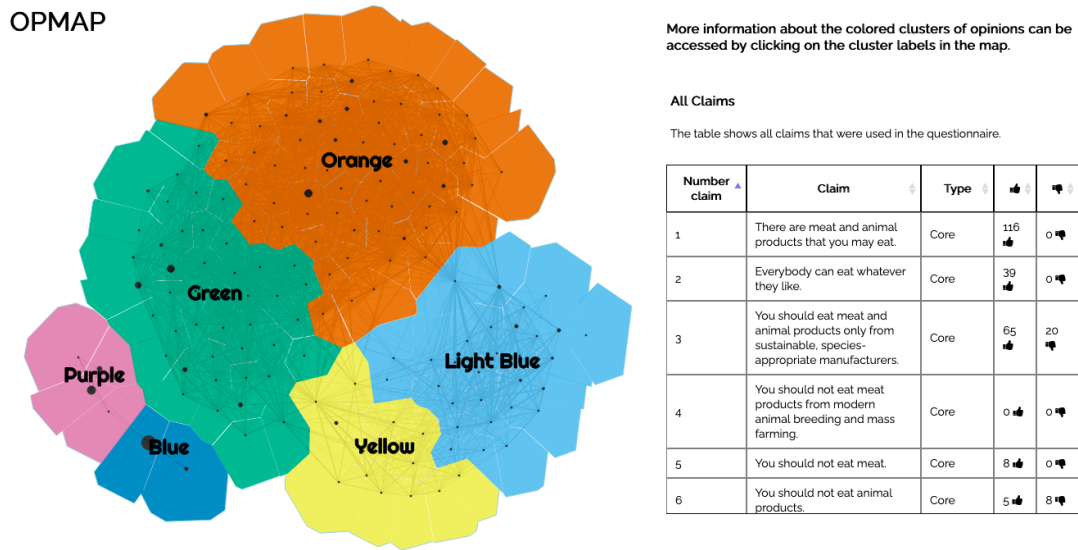 OPMAP
Orange
Green
Light Blue
Purple
Blue
Yellow
More information about the colored clusters of opinions can be
accessed by clicking on the cluster labels in the map.
All Claims
The table shows all claims that were used in the questionnaire.
Number
claim
Claim
Type
1
There are meat and animal
products that you may eat.
Core
116
0
2
Everybody can eat whatever
they like.
Core
39
0
3
You should eat meat and
animal products only from
sustainable, species-
appropriate manufacturers.
Core
65
20
4
You should not eat meat
products from modern
animal breeding and mass
farming.
Core
0
0
5
You should not eat meat.
Core
8
0
6
You should not eat animal
products.
Core
5
8